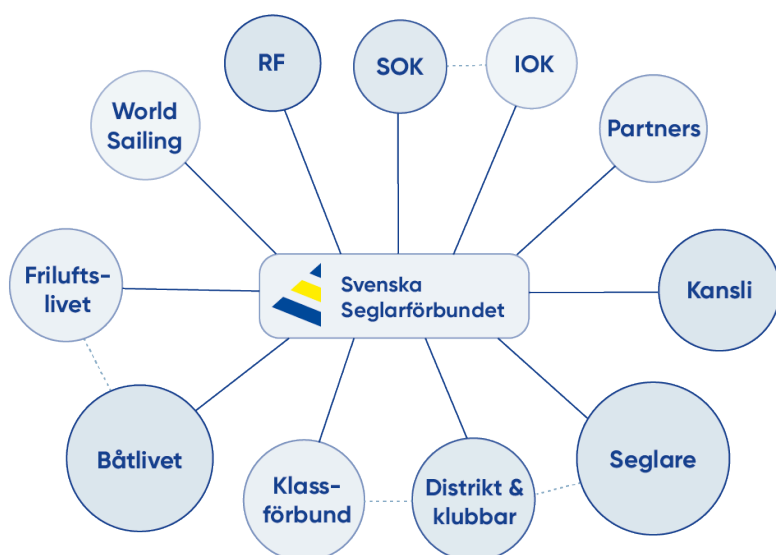 RF
SOK
IOK
World
Sailing
Partners
Frilufts-
livet
Svenska
Seglarförbundet
Kansli
Båtlivet
Klass-
förbund
Distrikt &
klubbar
Seglare